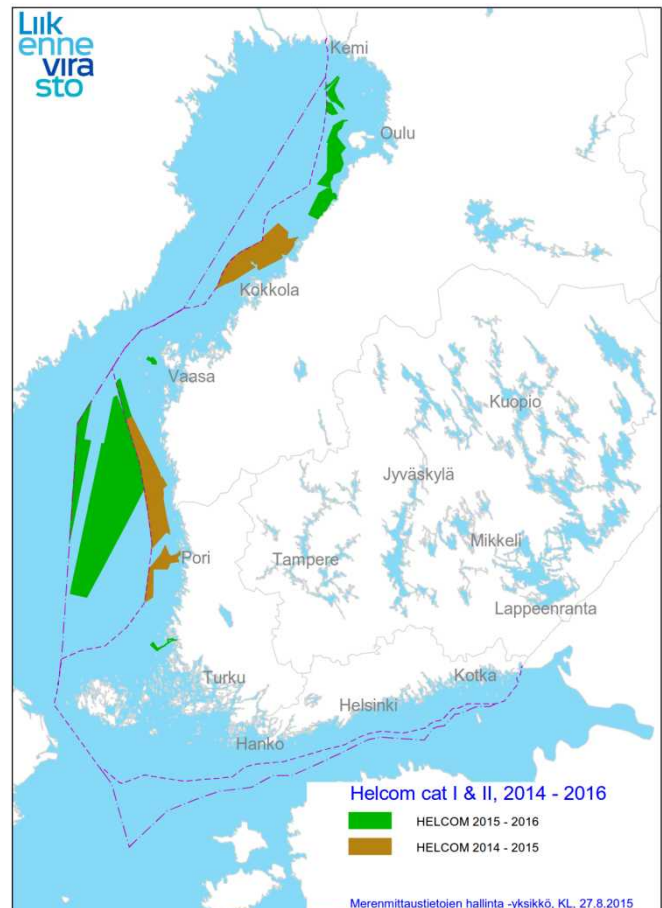 Liik
enne
vira
sto
Kemi
Oulu
Kokkola
Vaasa
Kuopio
Jyväskylä
Mikkeli
Pori
Tampere
Lappeenranta
Turku
Kotka
Helsinki
Hanko
Helcom cat I & II, 2014 - 2016
HELCOM 2015 - 2016
HELCOM 2014 - 2015
Merenmittaustietojen hallinta -yksikkö, KL, 27.8.2015